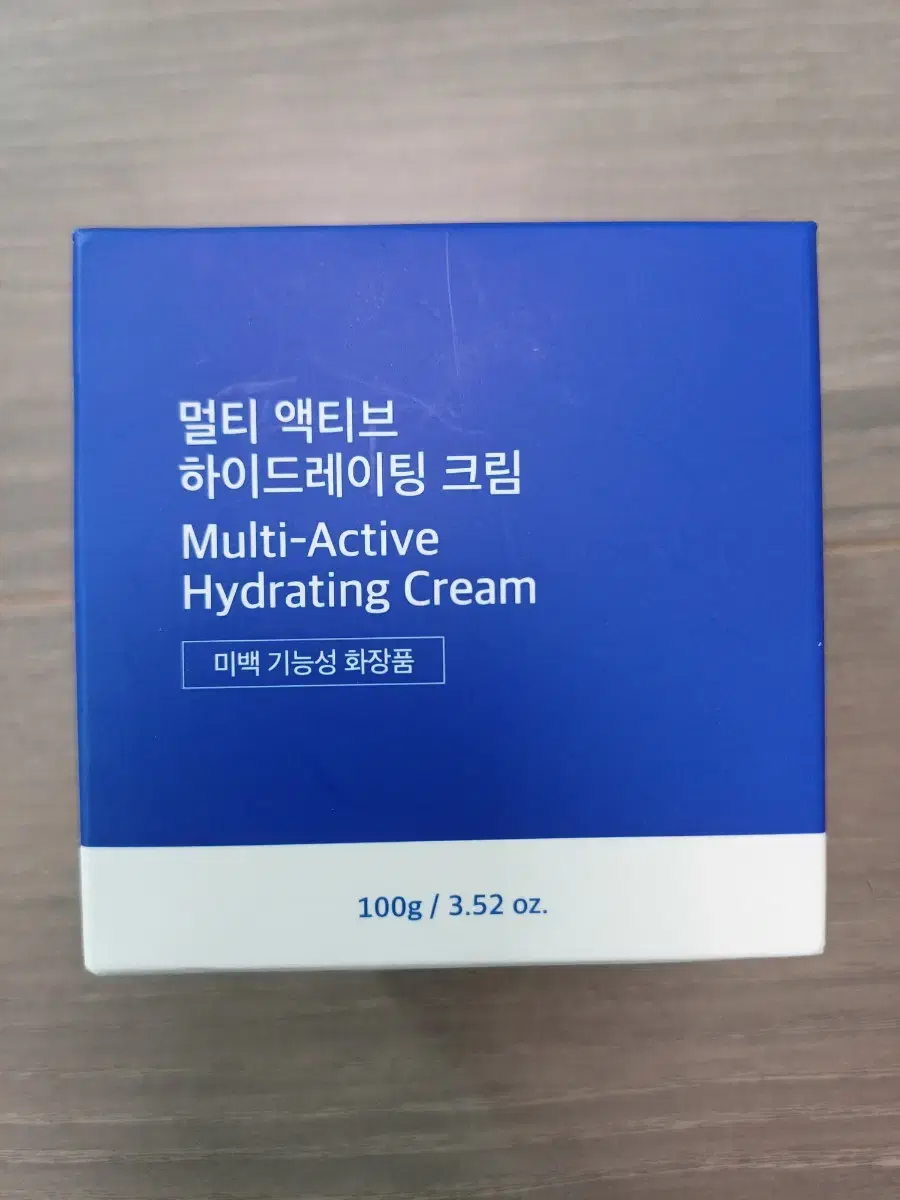 멀티 액티브
하이드레이팅 크림
Multi-Active
Hydrating Cream
미백 기능성 화장품
100g / 3.52 oz.